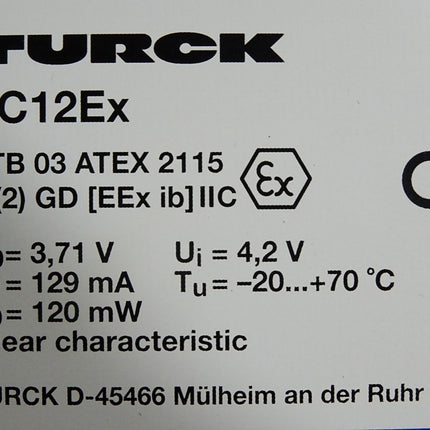 TURCK
C12Ex
TB 03 ATEX 2115
(2) GD [EEx ib] IIC
Ex
= 3,71 V Ui = 4,2 V
= 129 mA Tu = –20...+70 °C
= 120 mW
ear characteristic
URCK D-45466 Mülheim an der Ruhr